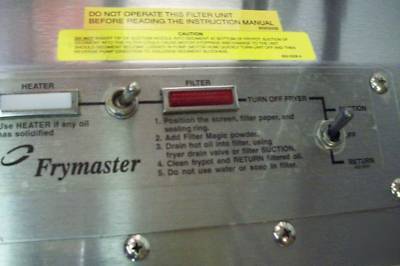 DO NOT OPERATE THIS FILTER UNIT
BEFORE READING THE INSTRUCTION MANUAL
CAUTION
HEATER
FILTER
TURN OFF FRYER
SUCTION
OFF
RETURN
Use HEATER if any oil
has solidified
1. Position the screen, filter paper, and
sealing ring.
2. Add Filter Magic powder.
3. Drain hot oil into filter, using
fryer drain valve or filter SUCTION.
4. Clean frypot and RETURN filtered oil.
5. Do not use water or soap in filter.
Frymaster